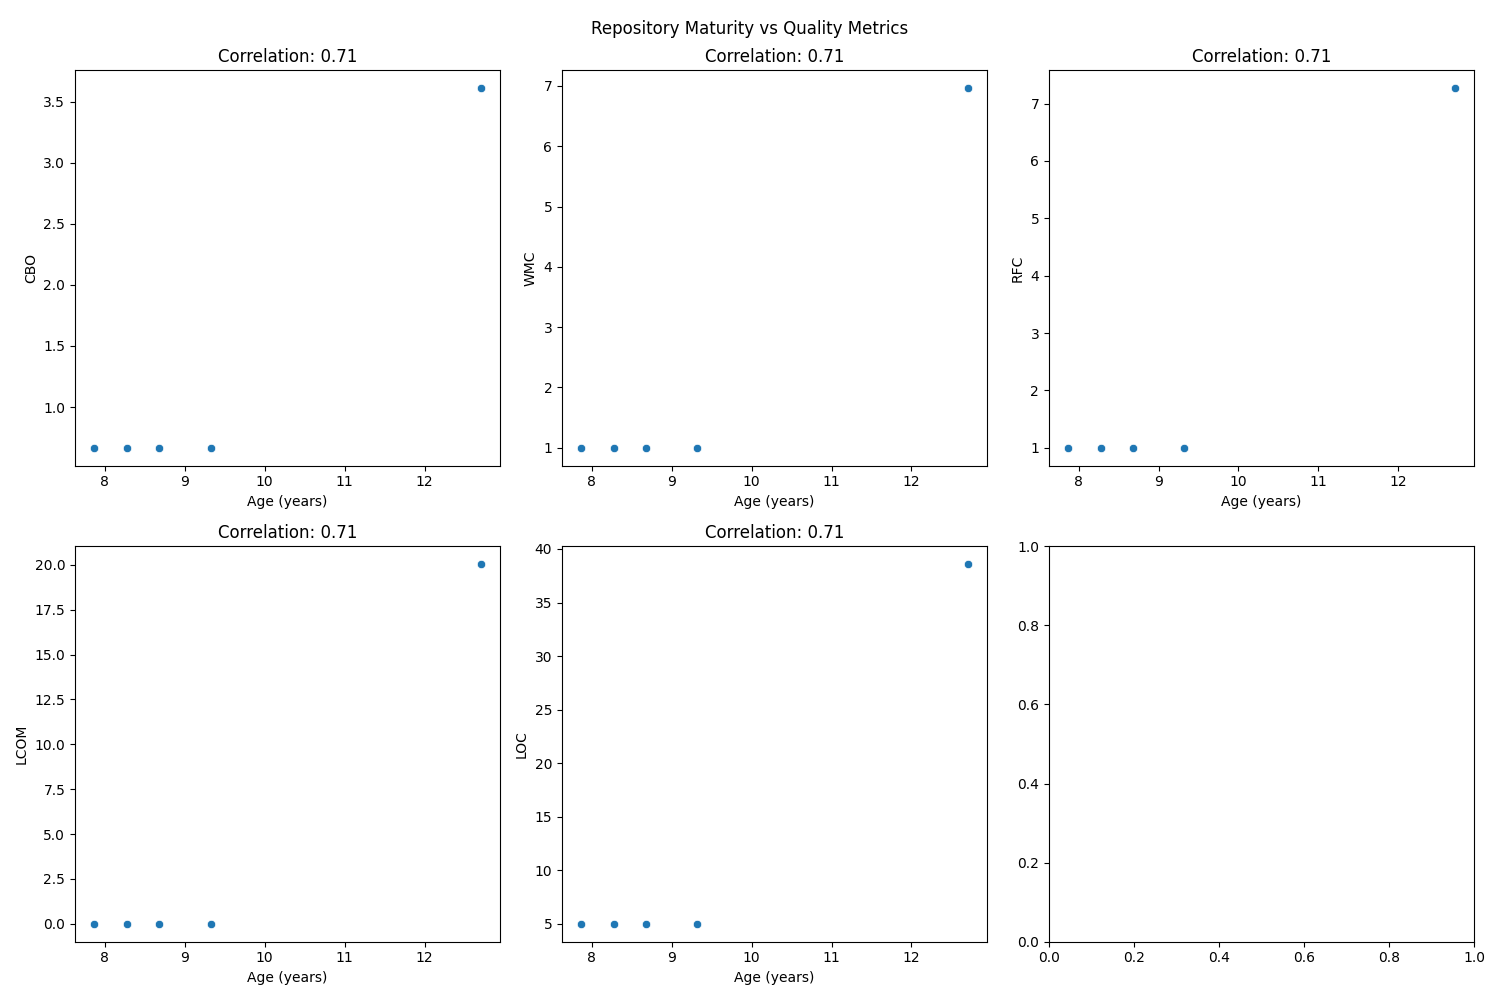 Repository Maturity vs Quality Metrics
Correlation: 0.71
3.5
3.0
2.5
2.0
1.5
1.0
CBO
8 9 10 11 12
Age (years)
Correlation: 0.71
7
6
5
4
3
2
1
WMC
8 9 10 11 12
Age (years)
Correlation: 0.71
7
6
5
4
3
2
1
RFC
8 9 10 11 12
Age (years)
Correlation: 0.71
20.0
17.5
15.0
12.5
10.0
7.5
5.0
2.5
0.0
LCOM
8 9 10 11 12
Age (years)
Correlation: 0.71
40
35
30
25
20
15
10
5
LOC
8 9 10 11 12
Age (years)
1.0
0.8
0.6
0.4
0.2
0.0
0.0 0.2 0.4 0.6 0.8 1.0